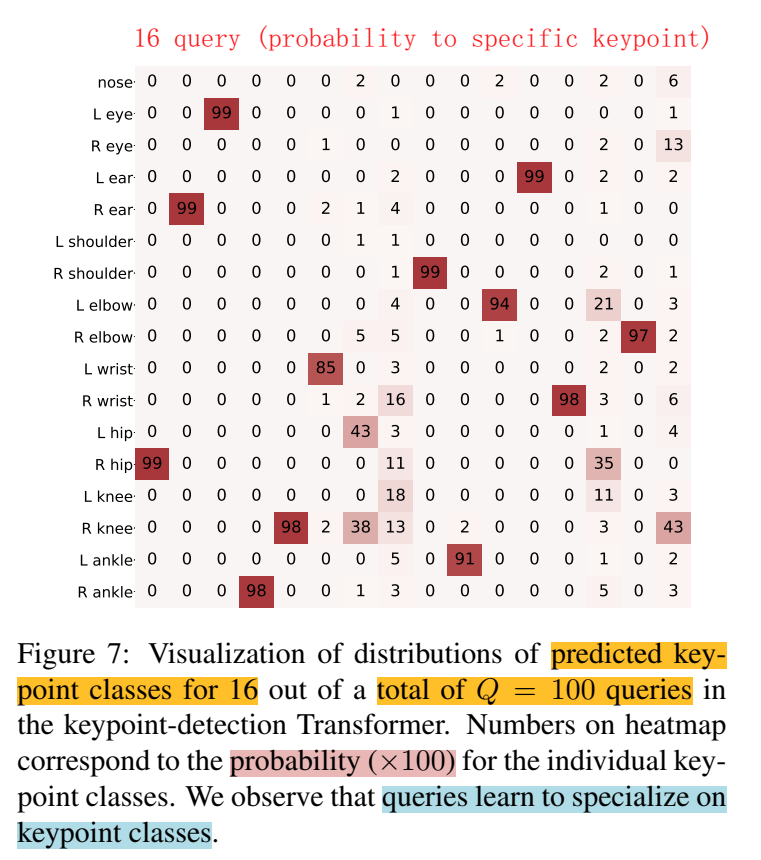 16 query (probability to specific keypoint)
nose 0 0 0 0 0 0 2 0 0 0 2 0 0 2 0 6
L eye 0 0 99 0 0 0 0 1 0 0 0 0 0 0 0 1
R eye 0 0 0 0 0 1 0 0 0 0 0 0 0 2 0 13
L ear 0 0 0 0 0 0 0 2 0 0 0 99 0 2 0 2
R ear 0 99 0 0 0 2 1 4 0 0 0 0 0 1 0 0
L shoulder 0 0 0 0 0 0 1 1 0 0 0 0 0 0 0 0
R shoulder 0 0 0 0 0 0 0 1 99 0 0 0 0 2 0 1
L elbow 0 0 0 0 0 0 0 4 0 0 94 0 0 21 0 3
R elbow 0 0 0 0 0 0 5 5 0 0 1 0 0 2 97 2
L wrist 0 0 0 0 0 85 0 3 0 0 0 0 0 2 0 2
R wrist 0 0 0 0 0 1 2 16 0 0 0 0 98 3 0 6
L hip 0 0 0 0 0 0 43 3 0 0 0 0 0 1 0 4
R hip 99 0 0 0 0 0 0 11 0 0 0 0 0 35 0 0
L knee 0 0 0 0 0 0 0 18 0 0 0 0 0 11 0 3
R knee 0 0 0 0 98 2 38 13 0 2 0 0 0 3 0 43
L ankle 0 0 0 0 0 0 0 5 0 91 0 0 0 1 0 2
R ankle 0 0 0 98 0 0 1 3 0 0 0 0 0 5 0 3
Figure 7: Visualization of distributions of predicted key-
point classes for 16 out of a total of Q = 100 queries in
the keypoint-detection Transformer. Numbers on heatmap
correspond to the probability (×100) for the individual key-
point classes. We observe that queries learn to specialize on
keypoint classes.